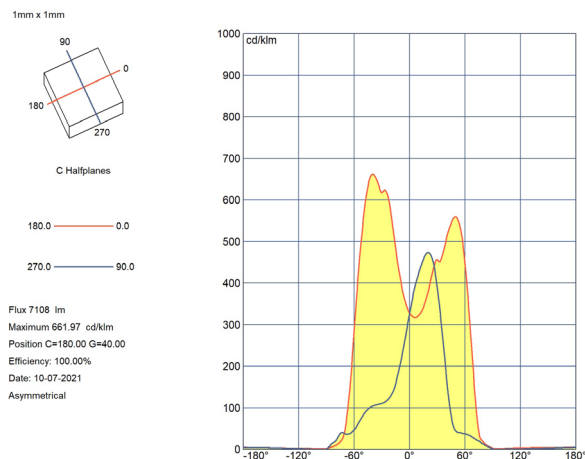 1mm x 1mm
90
0
180
270
C Halfplanes
180.0 0.0
270.0 90.0
Flux 7108 lm
Maximum 661.97 cd/klm
Position C=180.00 G=40.00
Efficiency: 100.00%
Date: 10-07-2021
Asymmetrical
1000
cd/klm
900
800
700
600
500
400
300
200
100
0
-180° -120° -60° 0° 60° 120° 180°